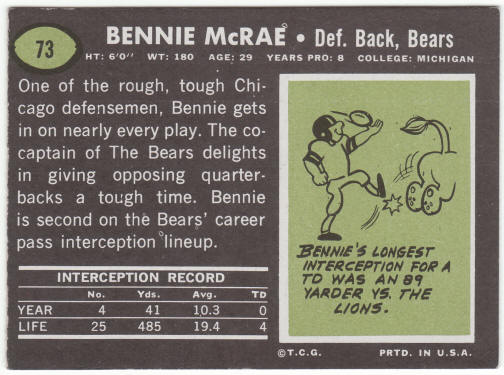 73
BENNIE McRAE • Def. Back, Bears
HT: 6'0" WT: 180 AGE: 29 YEARS PRO: 8 COLLEGE: MICHIGAN
One of the rough, tough Chi-
cago defensemen, Bennie gets
in on nearly every play. The co-
captain of The Bears delights
in giving opposing quarter-
backs a tough time. Bennie
is second on the Bears' career
pass interception lineup.
INTERCEPTION RECORD
No. Yds. Avg. TD
YEAR 4 41 10.3 0
LIFE 25 485 19.4 4
BENNIE'S LONGEST
INTERCEPTION FOR A
TD WAS AN 89
YARDER VS. THE
LIONS.
©T.C.G. PRTD. IN U.S.A.